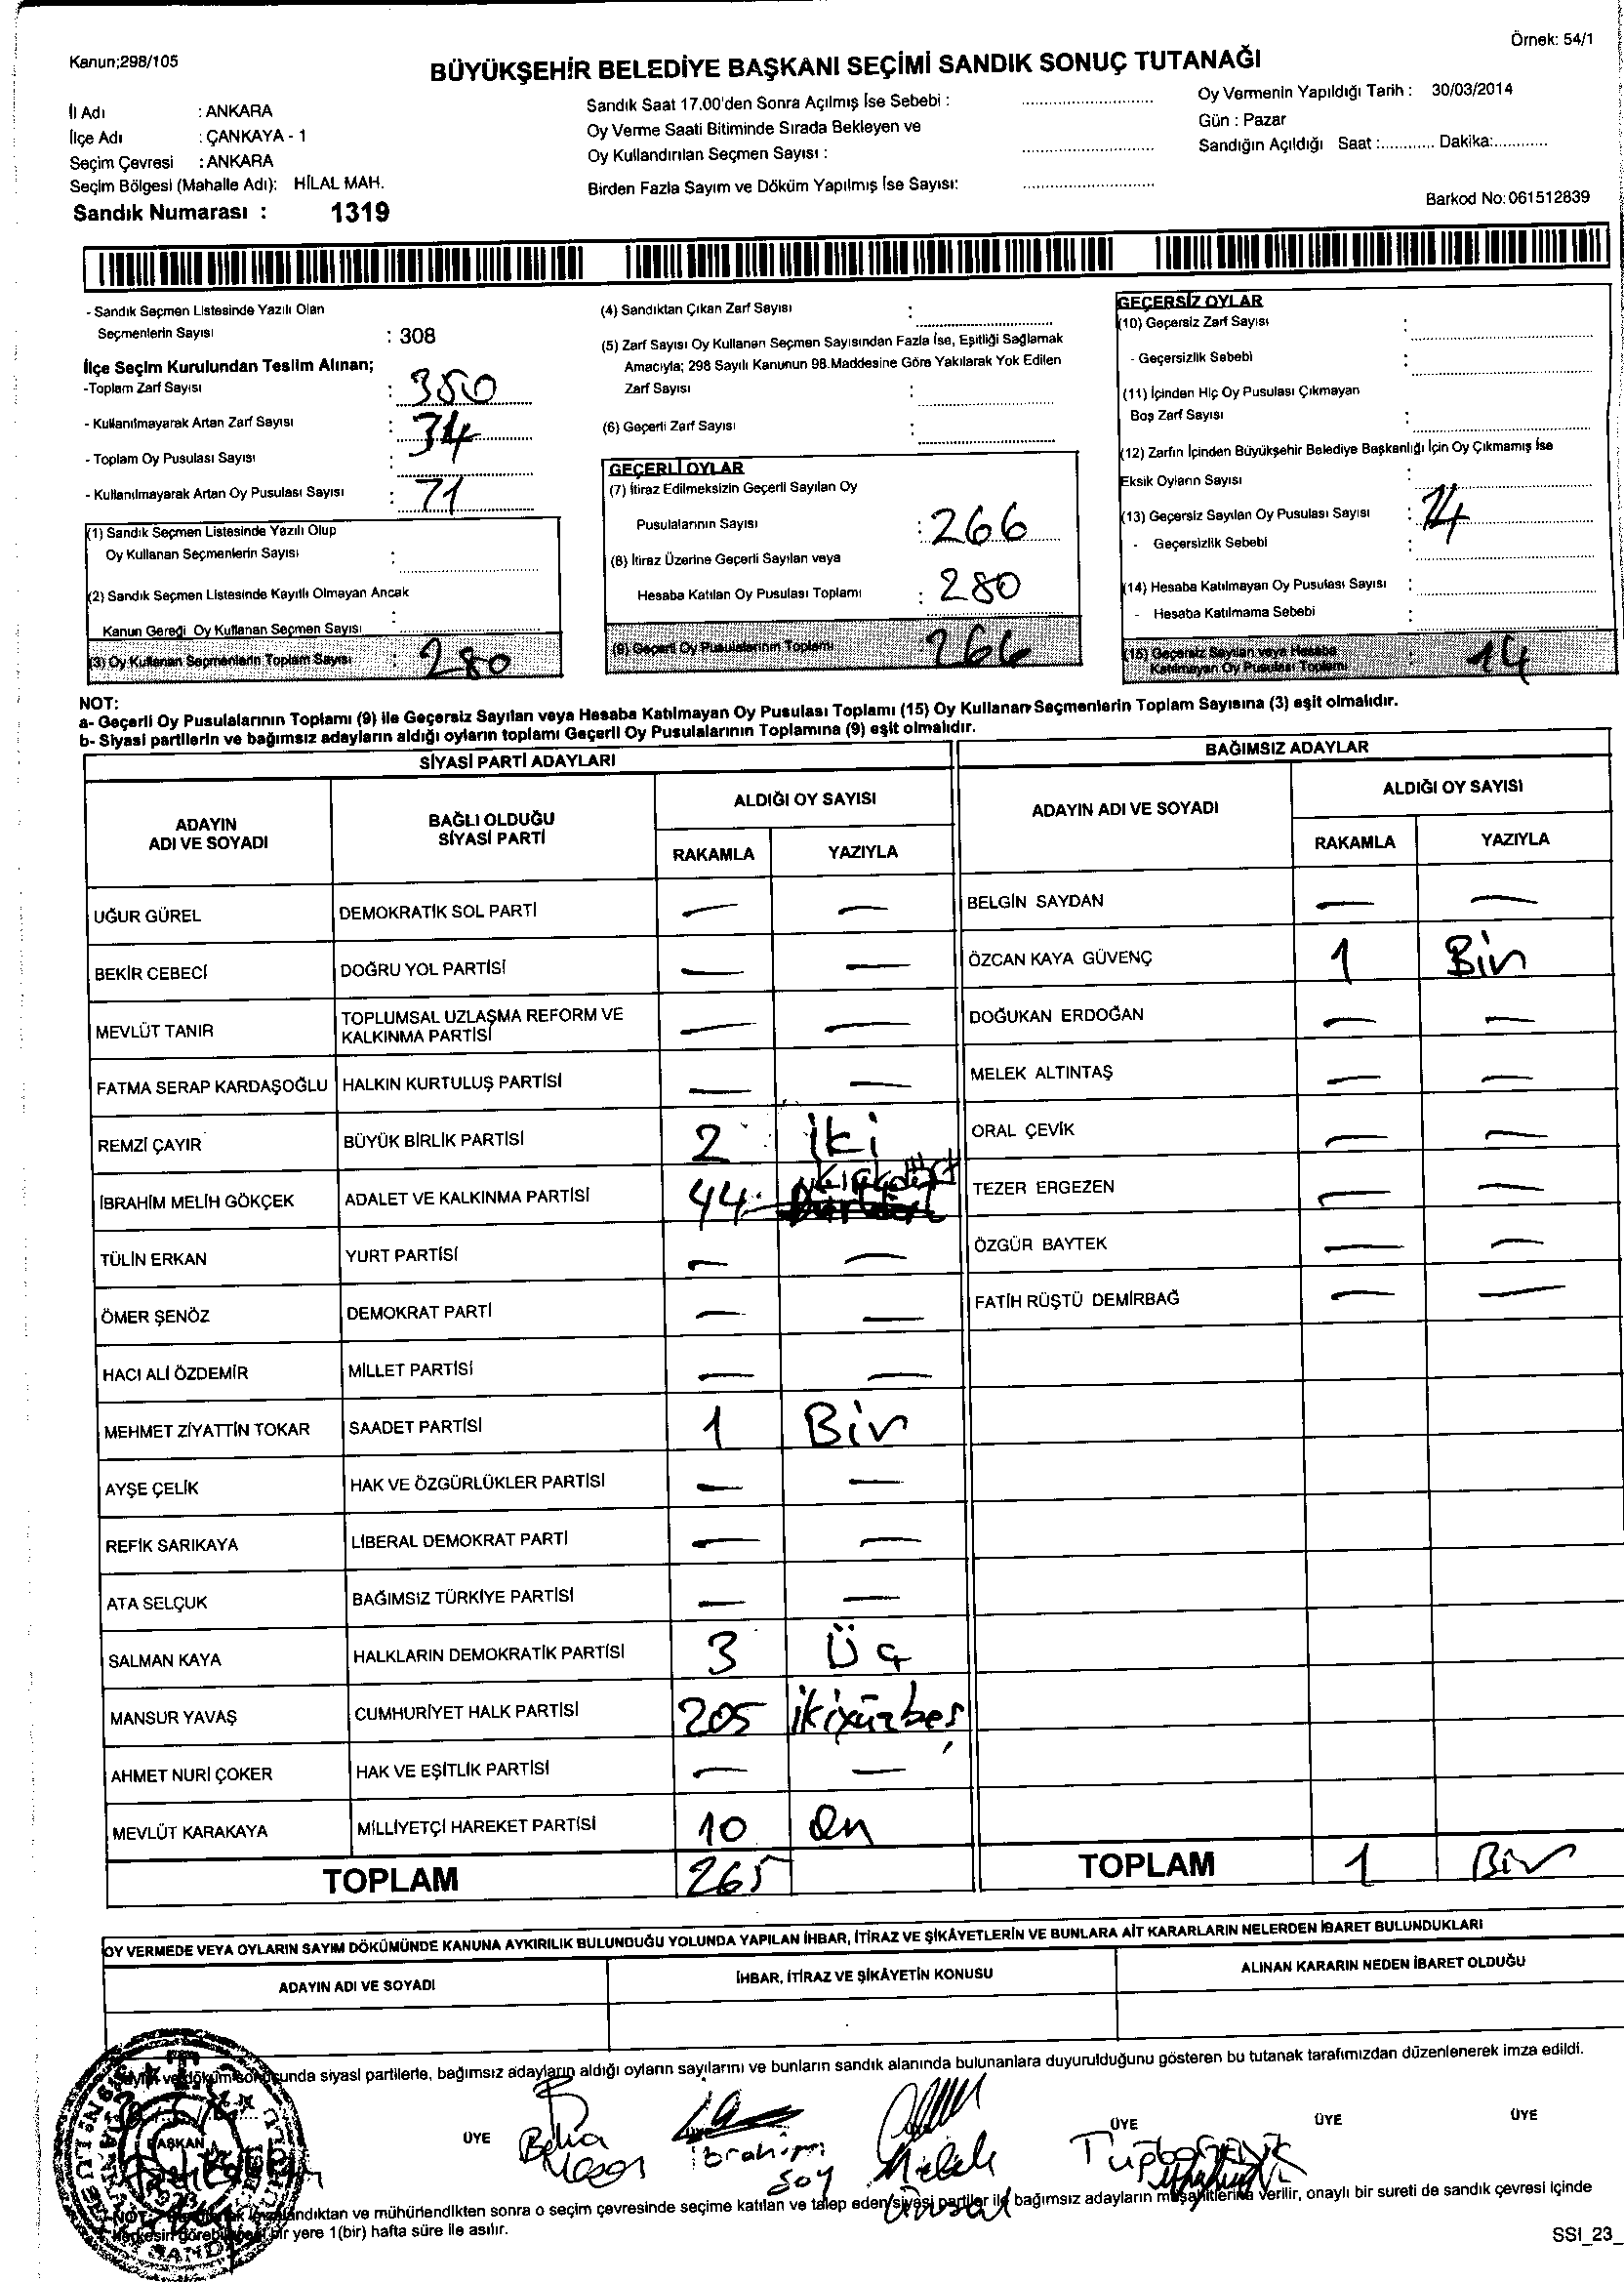 Örnek: 54/1
Kanun;298/105
BÜYÜKŞEHİR BELEDİYE BAŞKANI SEÇİMİ SANDIK SONUÇ TUTANAĞI
İl Adı : ANKARA
İlçe Adı : ÇANKAYA - 1
Seçim Çevresi : ANKARA
Seçim Bölgesi (Mahalle Adı): HİLAL MAH.
Sandık Numarası : 1319
Sandık Saat 17.00'den Sonra Açılmış İse Sebebi :
Oy Verme Saati Bitiminde Sırada Bekleyen ve
Oy Kullandırılan Seçmen Sayısı :
Birden Fazla Sayım ve Döküm Yapılmış İse Sayısı:
Oy Vermenin Yapıldığı Tarih : 30/03/2014
Gün : Pazar
Sandığın Açıldığı Saat :............ Dakika:............
Barkod No: 061512839
- Sandık Seçmen Listesinde Yazılı Olan
Seçmenlerin Sayısı : 308
İlçe Seçim Kurulundan Teslim Alınan;
-Toplam Zarf Sayısı : 350
- Kullanılmayarak Artan Zarf Sayısı : 34
- Toplam Oy Pusulası Sayısı :
- Kullanılmayarak Artan Oy Pusulası Sayısı : 71
(1) Sandık Seçmen Listesinde Yazılı Olup
Oy Kullanan Seçmenlerin Sayısı :
(2) Sandık Seçmen Listesinde Kayıtlı Olmayan Ancak
Kanun Geredi Oy Kullanan Seçmen Sayısı :
(3) Oy Kullanan Seçmenlerin Toplam Sayısı : 280
(4) Sandıktan Çıkan Zarf Sayısı :
(5) Zarf Sayısı Oy Kullanan Seçmen Sayısından Fazla İse, Eşitliği Sağlamak
Amacıyla; 298 Sayılı Kanunun 98.Maddesine Göre Yakılarak Yok Edilen
Zarf Sayısı :
(6) Geçerli Zarf Sayısı :
GEÇERLİ OYLAR
(7) İtiraz Edilmeksizin Geçerli Sayılan Oy
Pusulalarının Sayısı : 266
(8) İtiraz Üzerine Geçerli Sayılan veya
Hesaba Katılan Oy Pusulası Toplamı : 280
(9) Geçerli Oy Pusulalarının Toplamı 266
GEÇERSİZ OYLAR
(10) Geçersiz Zarf Sayısı :
- Geçersizlik Sebebi :
(11) İçinden Hiç Oy Pusulası Çıkmayan
Boş Zarf Sayısı :
(12) Zarfın İçinden Büyükşehir Belediye Başkanlığı İçin Oy Çıkmamış İse
Eksik Oyların Sayısı :
(13) Geçersiz Sayılan Oy Pusulası Sayısı : 14
- Geçersizlik Sebebi :
(14) Hesaba Katılmayan Oy Pusulası Sayısı :
- Hesaba Katılmama Sebebi :
(15) Geçersiz Sayılan veya Hesaba
Katılmayan Oy Pusulası Toplamı : 14
NOT:
a- Geçerli Oy Pusulalarının Toplamı (9) ile Geçersiz Sayılan veya Hesaba Katılmayan Oy Pusulası Toplamı (15) Oy Kullanan Seçmenlerin Toplam Sayısına (3) eşit olmalıdır.
b- Siyasi partilerin ve bağımsız adayların aldığı oyların toplamı Geçerli Oy Pusulalarının Toplamına (9) eşit olmalıdır.
SİYASİ PARTİ ADAYLARI
ADAYIN ADI VE SOYADI BAĞLI OLDUĞU SİYASİ PARTİ ALDIĞI OY SAYISI
RAKAMLA YAZIYLA
UĞUR GÜREL DEMOKRATİK SOL PARTİ — —
BEKİR CEBECİ DOĞRU YOL PARTİSİ — —
MEVLÜT TANIR TOPLUMSAL UZLAŞMA REFORM VE KALKINMA PARTİSİ — —
FATMA SERAP KARDAŞOĞLU HALKIN KURTULUŞ PARTİSİ — —
REMZİ ÇAYIR BÜYÜK BİRLİK PARTİSİ 2 iki
İBRAHİM MELİH GÖKÇEK ADALET VE KALKINMA PARTİSİ 44 kırkdört
TÜLİN ERKAN YURT PARTİSİ — —
ÖMER ŞENÖZ DEMOKRAT PARTİ — —
HACI ALİ ÖZDEMİR MİLLET PARTİSİ — —
MEHMET ZİYATTİN TOKAR SAADET PARTİSİ 1 Bir
AYŞE ÇELİK HAK VE ÖZGÜRLÜKLER PARTİSİ — —
REFİK SARIKAYA LİBERAL DEMOKRAT PARTİ — —
ATA SELÇUK BAĞIMSIZ TÜRKİYE PARTİSİ — —
SALMAN KAYA HALKLARIN DEMOKRATİK PARTİSİ 3 Üç
MANSUR YAVAŞ CUMHURİYET HALK PARTİSİ 205 ikiyüzbeş
AHMET NURİ ÇOKER HAK VE EŞİTLİK PARTİSİ — —
MEVLÜT KARAKAYA MİLLİYETÇİ HAREKET PARTİSİ 10 On
TOPLAM 265
BAĞIMSIZ ADAYLAR
ADAYIN ADI VE SOYADI ALDIĞI OY SAYISI
RAKAMLA YAZIYLA
BELGİN SAYDAN — —
ÖZCAN KAYA GÜVENÇ 1 Bir
DOĞUKAN ERDOĞAN — —
MELEK ALTINTAŞ — —
ORAL ÇEVİK — —
TEZER ERGEZEN — —
ÖZGÜR BAYTEK — —
FATİH RÜŞTÜ DEMİRBAĞ — —
TOPLAM 1 Bir
OY VERMEDE VEYA OYLARIN SAYIM DÖKÜMÜNDE KANUNA AYKIRILIK BULUNDUĞU YOLUNDA YAPILAN İHBAR, İTİRAZ VE ŞİKÂYETLERİN VE BUNLARA AİT KARARLARIN NELERDEN İBARET BULUNDUKLARI
ADAYIN ADI VE SOYADI İHBAR, İTİRAZ VE ŞİKÂYETİN KONUSU ALINAN KARARIN NEDEN İBARET OLDUĞU
siyasi partilerle, bağımsız adayların aldığı oyların sayılarını ve bunların sandık alanında bulunanlara duyurulduğunu gösteren bu tutanak tarafımızdan düzenlenerek imza edildi.
BAŞKAN ÜYE ÜYE ÜYE ÜYE
ibrahim Soy Melek
ve mühürlendikten sonra o seçim çevresinde seçime katılan ve talep eden siyasi partiler ile bağımsız adayların müşahitlerine verilir, onaylı bir sureti de sandık çevresi içinde
bir yere 1(bir) hafta süre ile asılır.
SSI_23_